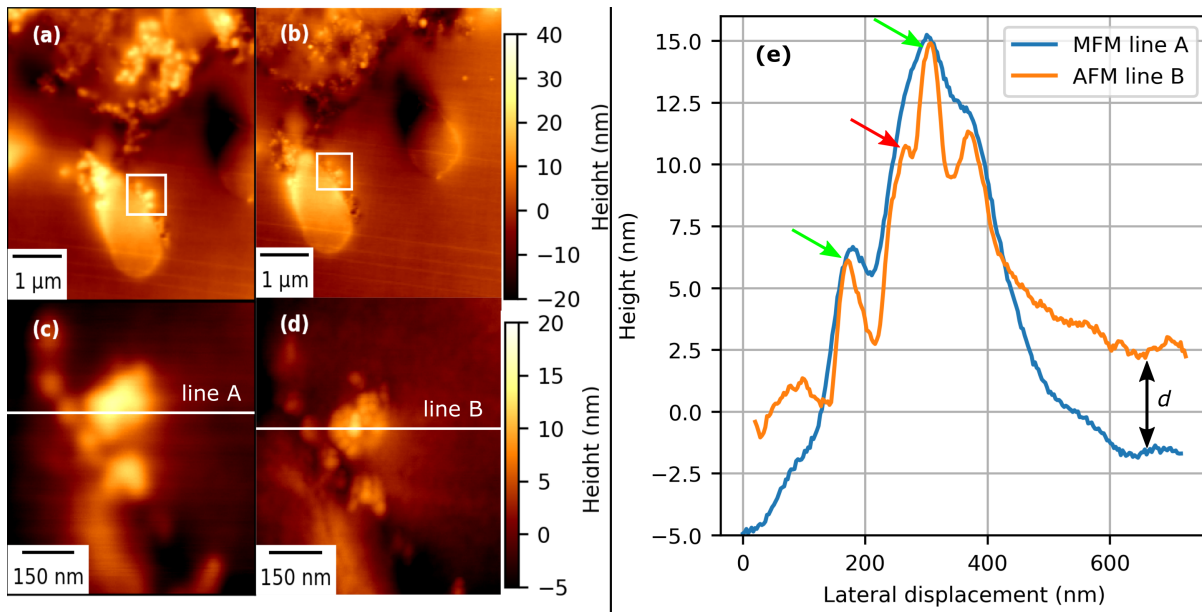 (a)
(b)
40
30
20
10
0
−10
−20
Height (nm)
1 μm
1 μm
(c)
(d)
line A
line B
20
15
10
5
0
−5
Height (nm)
150 nm
150 nm
(e)
MFM line A
AFM line B
15.0
12.5
10.0
7.5
5.0
2.5
0.0
−2.5
−5.0
Height (nm)
d
0
200
400
600
Lateral displacement (nm)